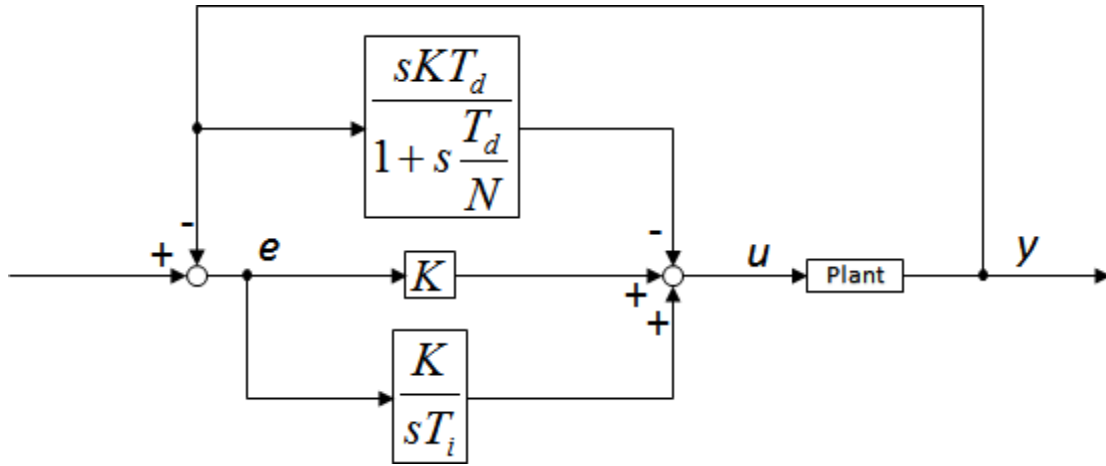 sKT_d
1 + s T_d
N
-
-
+ e K + u Plant y
+
K
sT_i